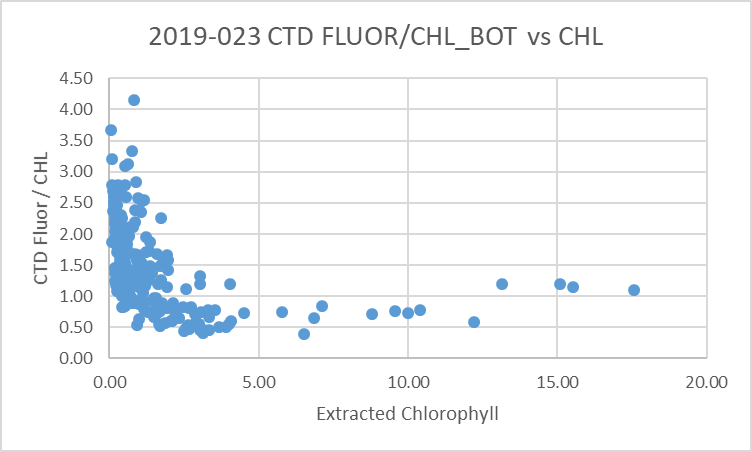 2019-023 CTD FLUOR/CHL_BOT vs CHL
4.50
4.00
3.50
3.00
2.50
2.00
1.50
1.00
0.50
0.00
CTD Fluor / CHL
0.00 5.00 10.00 15.00 20.00
Extracted Chlorophyll